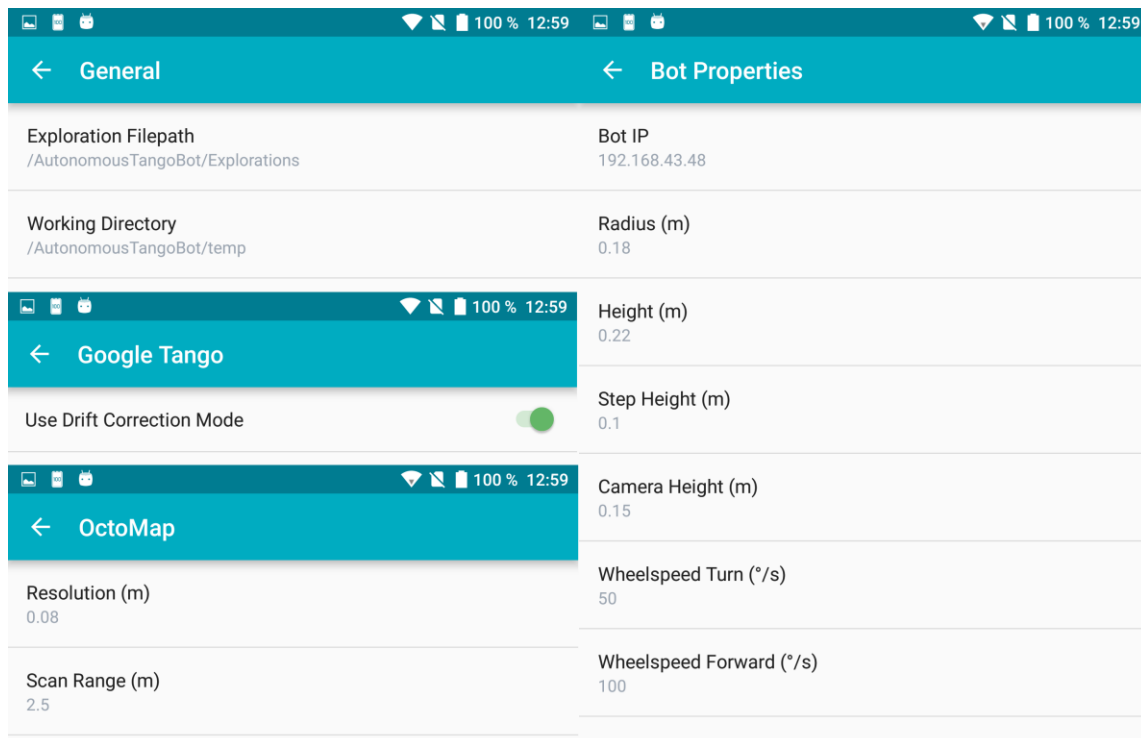 100 % 12:59
General
Exploration Filepath
/AutonomousTangoBot/Explorations
Working Directory
/AutonomousTangoBot/temp
100 % 12:59
Google Tango
Use Drift Correction Mode
100 % 12:59
OctoMap
Resolution (m)
0.08
Scan Range (m)
2.5
100 % 12:59
Bot Properties
Bot IP
192.168.43.48
Radius (m)
0.18
Height (m)
0.22
Step Height (m)
0.1
Camera Height (m)
0.15
Wheelspeed Turn (°/s)
50
Wheelspeed Forward (°/s)
100